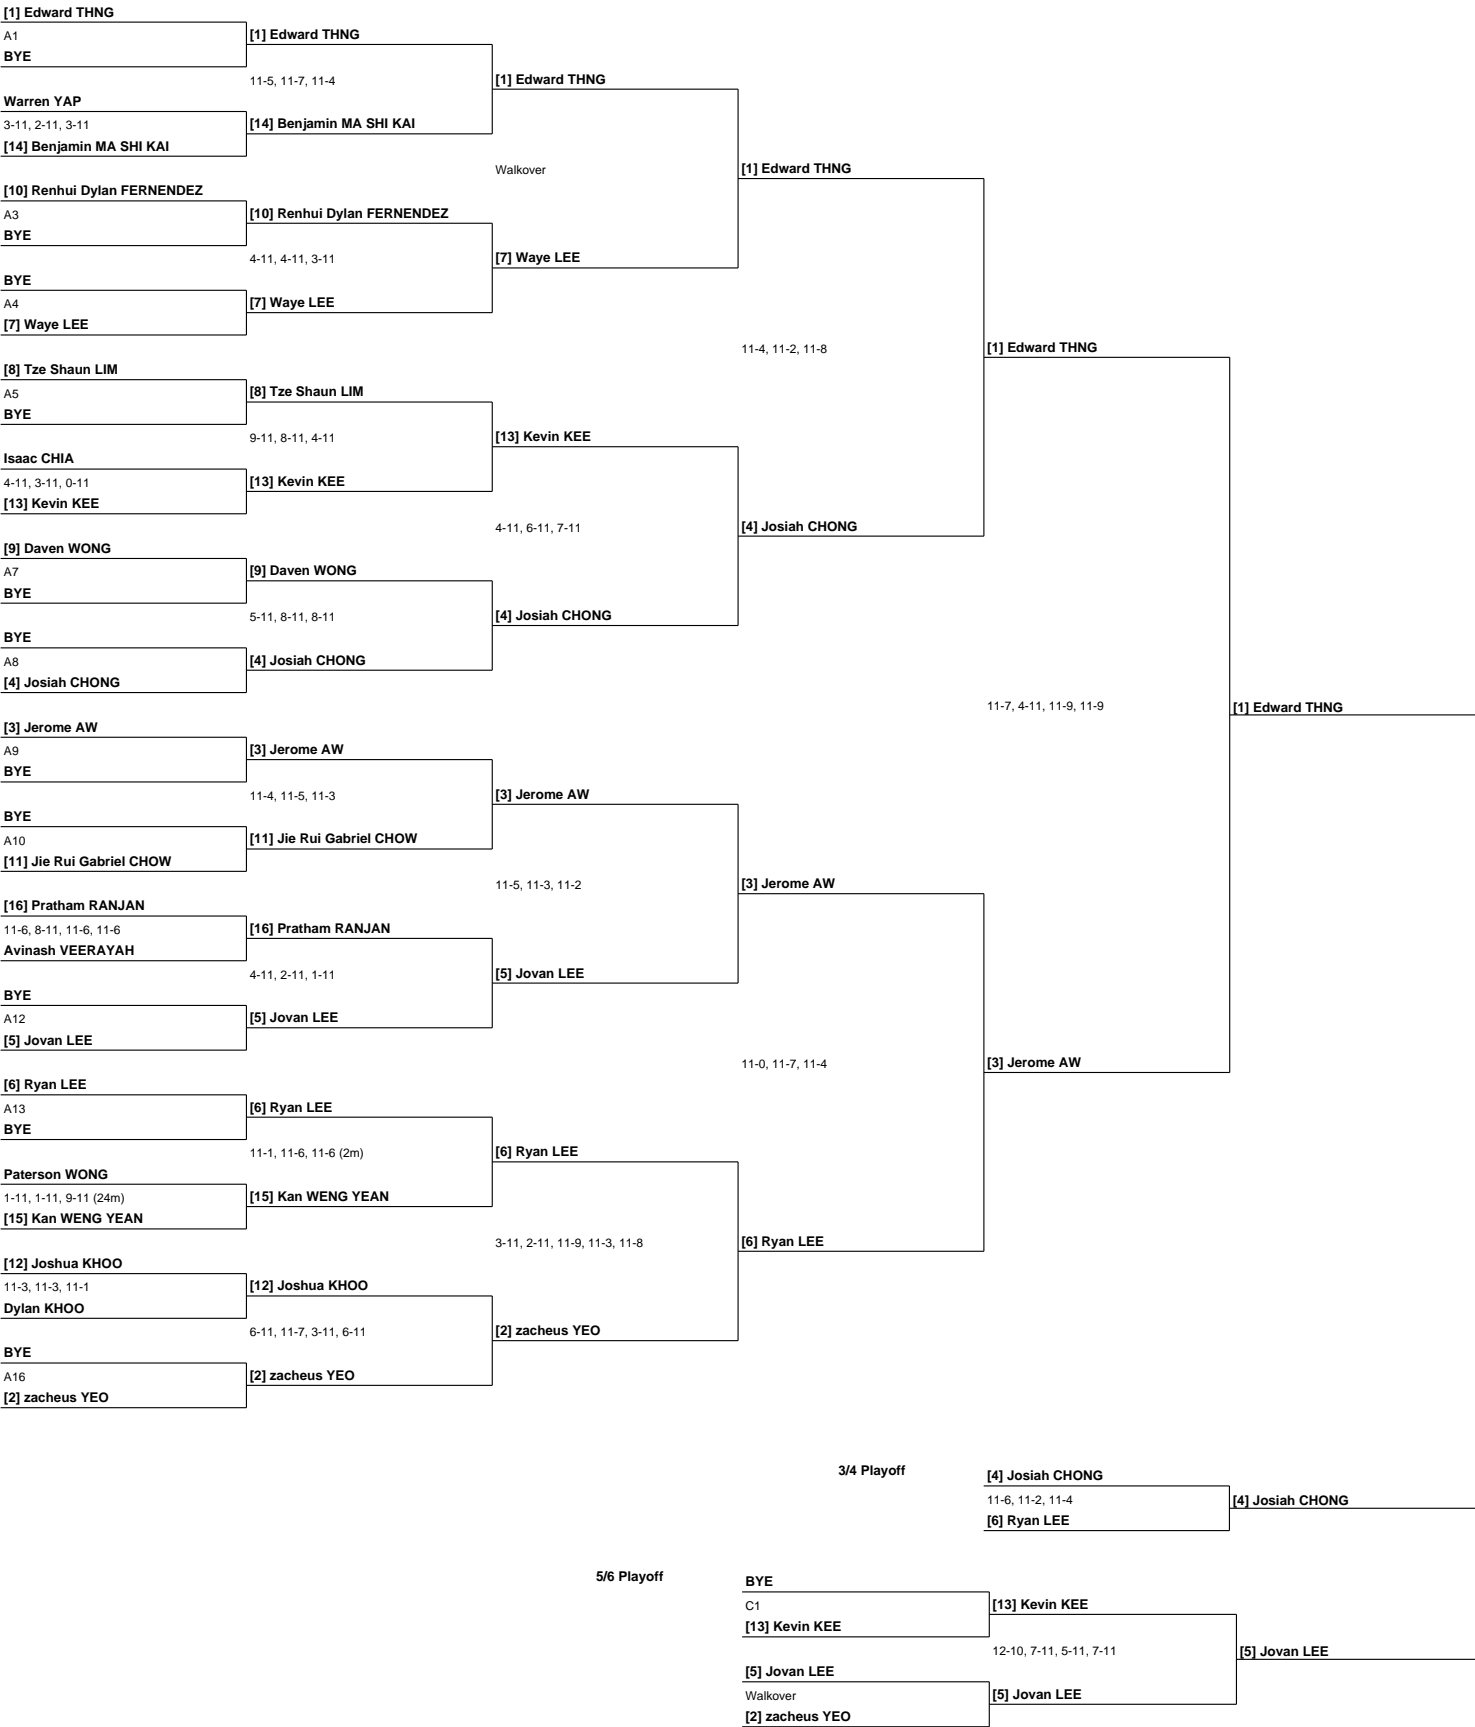 [1] Edward THNG
A1
[1] Edward THNG
BYE
11-5, 11-7, 11-4
[1] Edward THNG
Warren YAP
3-11, 2-11, 3-11
[14] Benjamin MA SHI KAI
[14] Benjamin MA SHI KAI
Walkover
[1] Edward THNG
[10] Renhui Dylan FERNENDEZ
A3
[10] Renhui Dylan FERNENDEZ
BYE
4-11, 4-11, 3-11
[7] Waye LEE
BYE
A4
[7] Waye LEE
[7] Waye LEE
11-4, 11-2, 11-8
[1] Edward THNG
[8] Tze Shaun LIM
A5
[8] Tze Shaun LIM
BYE
9-11, 8-11, 4-11
[13] Kevin KEE
Isaac CHIA
4-11, 3-11, 0-11
[13] Kevin KEE
[13] Kevin KEE
4-11, 6-11, 7-11
[4] Josiah CHONG
[9] Daven WONG
A7
[9] Daven WONG
BYE
5-11, 8-11, 8-11
[4] Josiah CHONG
BYE
A8
[4] Josiah CHONG
[4] Josiah CHONG
11-7, 4-11, 11-9, 11-9
[1] Edward THNG
[3] Jerome AW
A9
[3] Jerome AW
BYE
11-4, 11-5, 11-3
[3] Jerome AW
BYE
A10
[11] Jie Rui Gabriel CHOW
[11] Jie Rui Gabriel CHOW
11-5, 11-3, 11-2
[3] Jerome AW
[16] Pratham RANJAN
11-6, 8-11, 11-6, 11-6
[16] Pratham RANJAN
Avinash VEERAYAH
4-11, 2-11, 1-11
[5] Jovan LEE
BYE
A12
[5] Jovan LEE
[5] Jovan LEE
11-0, 11-7, 11-4
[3] Jerome AW
[6] Ryan LEE
A13
[6] Ryan LEE
BYE
11-1, 11-6, 11-6 (2m)
[6] Ryan LEE
Paterson WONG
1-11, 1-11, 9-11 (24m)
[15] Kan WENG YEAN
[15] Kan WENG YEAN
3-11, 2-11, 11-9, 11-3, 11-8
[6] Ryan LEE
[12] Joshua KHOO
11-3, 11-3, 11-1
[12] Joshua KHOO
Dylan KHOO
6-11, 11-7, 3-11, 6-11
[2] zacheus YEO
BYE
A16
[2] zacheus YEO
[2] zacheus YEO
3/4 Playoff
[4] Josiah CHONG
11-6, 11-2, 11-4
[4] Josiah CHONG
[6] Ryan LEE
5/6 Playoff
BYE
C1
[13] Kevin KEE
[13] Kevin KEE
12-10, 7-11, 5-11, 7-11
[5] Jovan LEE
[5] Jovan LEE
Walkover
[5] Jovan LEE
[2] zacheus YEO